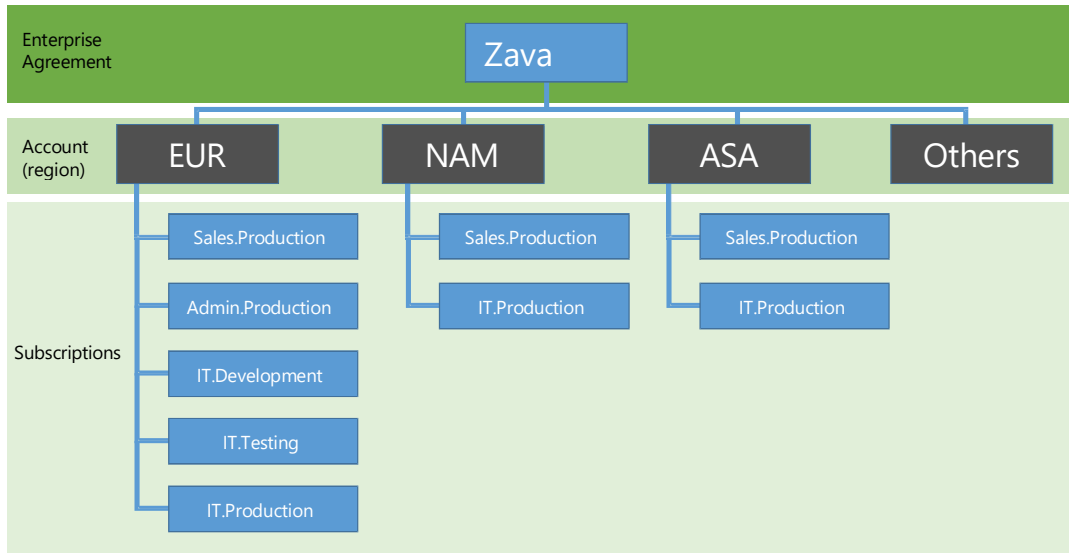 Enterprise
Agreement
Zava
Account
(region)
EUR
NAM
ASA
Others
Subscriptions
Sales.Production
Admin.Production
IT.Development
IT.Testing
IT.Production
Sales.Production
IT.Production
Sales.Production
IT.Production